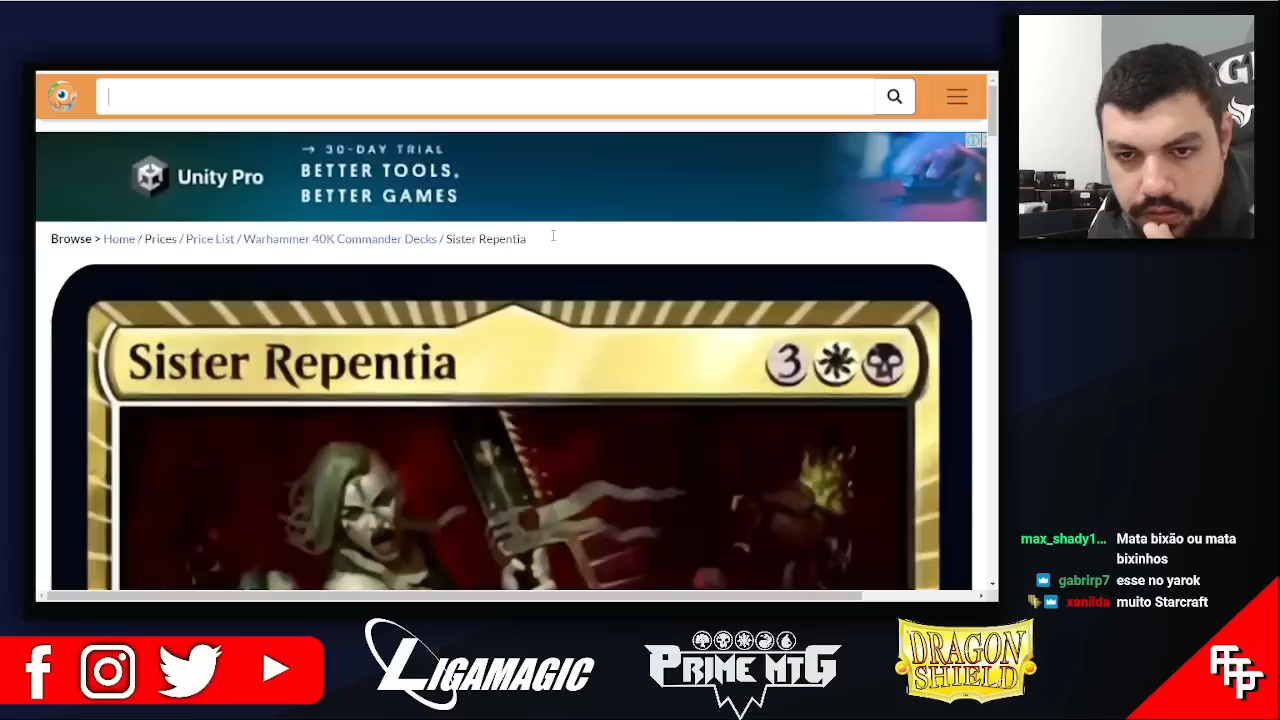 Unity Pro
→ 30-DAY TRIAL
BETTER TOOLS,
BETTER GAMES
Browse > Home / Prices / Price List / Warhammer 40K Commander Decks / Sister Repentia
Sister Repentia
3
max_shady1... Mata bixão ou mata
bixinhos
gabrirp7 esse no yarok
xanilda muito Starcraft
LIGAMAGIC
PRIME MTG
DRAGON
SHIELD